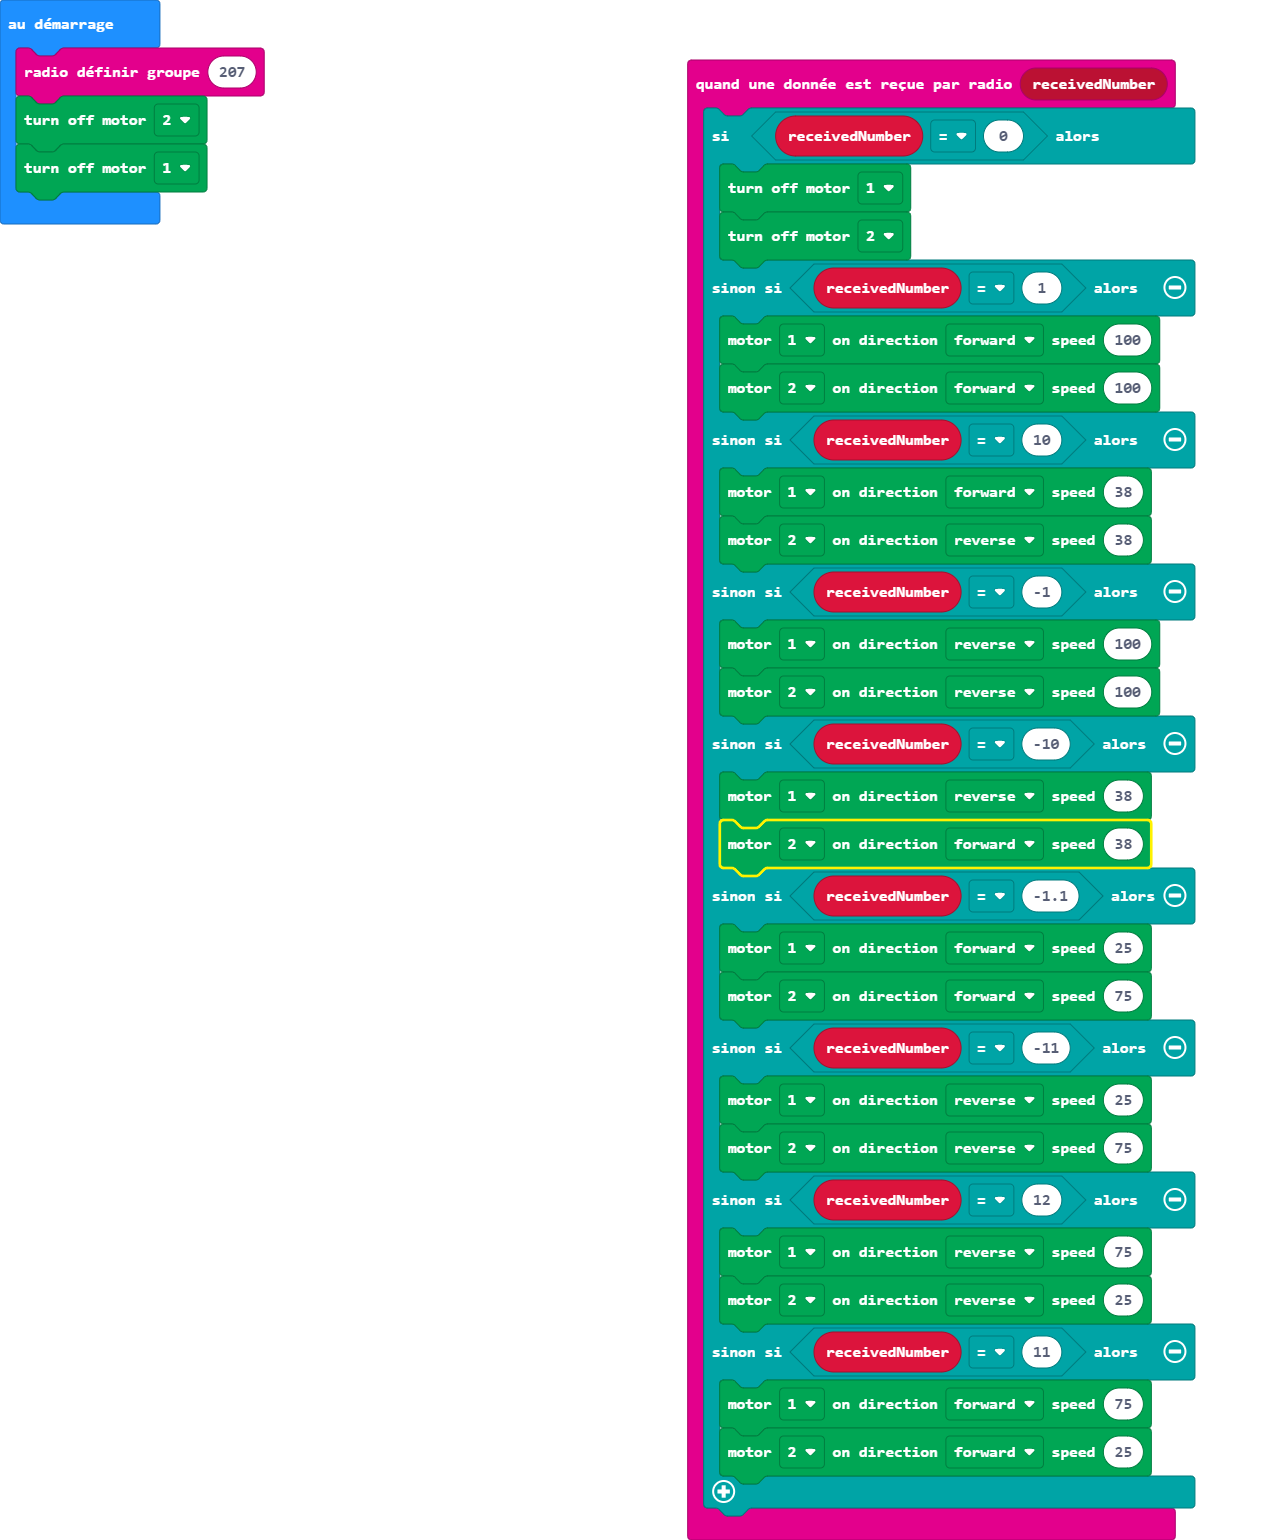 au démarrage
radio définir groupe 207
turn off motor 2
turn off motor 1
quand une donnée est reçue par radio receivedNumber
si receivedNumber = 0 alors
turn off motor 1
turn off motor 2
sinon si receivedNumber = 1 alors
motor 1 on direction forward speed 100
motor 2 on direction forward speed 100
sinon si receivedNumber = 10 alors
motor 1 on direction forward speed 38
motor 2 on direction reverse speed 38
sinon si receivedNumber = -1 alors
motor 1 on direction reverse speed 100
motor 2 on direction reverse speed 100
sinon si receivedNumber = -10 alors
motor 1 on direction reverse speed 38
motor 2 on direction forward speed 38
sinon si receivedNumber = -1.1 alors
motor 1 on direction forward speed 25
motor 2 on direction forward speed 75
sinon si receivedNumber = -11 alors
motor 1 on direction reverse speed 25
motor 2 on direction reverse speed 75
sinon si receivedNumber = 12 alors
motor 1 on direction reverse speed 75
motor 2 on direction reverse speed 25
sinon si receivedNumber = 11 alors
motor 1 on direction forward speed 75
motor 2 on direction forward speed 25